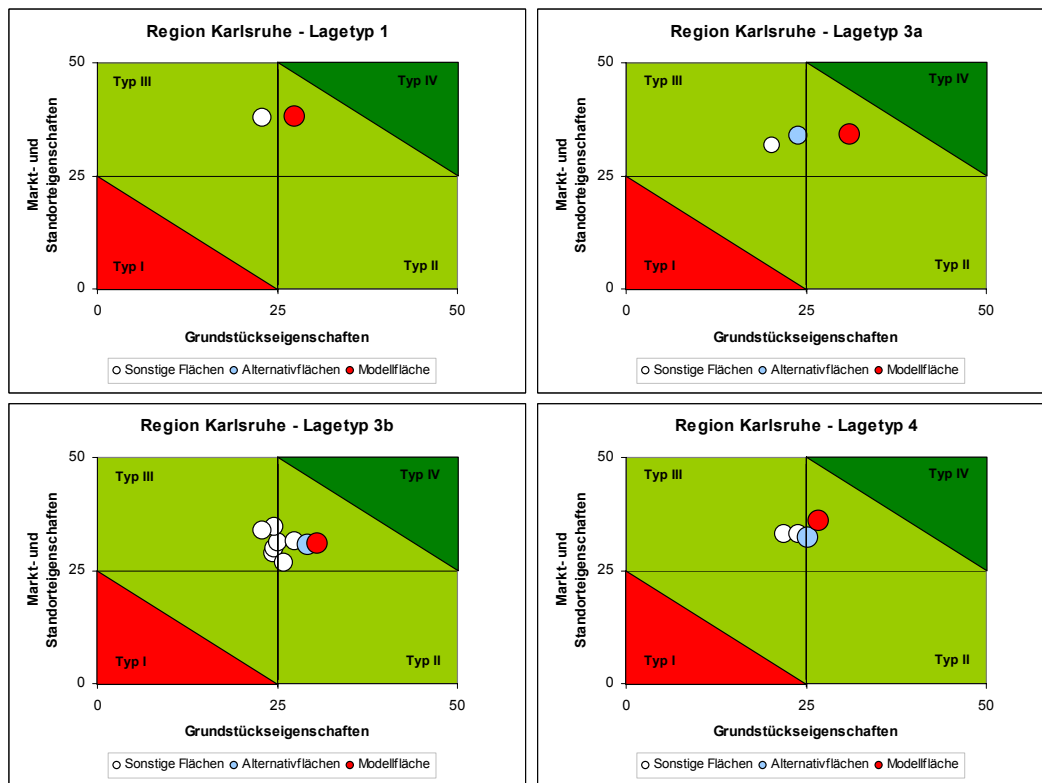 Region Karlsruhe - Lagetyp 1
50
25
0
Markt- und
Standorteigenschaften
Typ III
Typ IV
Typ I
Typ II
0 25 50
Grundstückseigenschaften
Sonstige Flächen Alternativflächen Modellfläche
Region Karlsruhe - Lagetyp 3a
50
25
0
Markt- und
Standorteigenschaften
Typ III
Typ IV
Typ I
Typ II
0 25 50
Grundstückseigenschaften
Sonstige Flächen Alternativflächen Modellfläche
Region Karlsruhe - Lagetyp 3b
50
25
0
Markt- und
Standorteigenschaften
Typ III
Typ IV
Typ I
Typ II
0 25 50
Grundstückseigenschaften
Sonstige Flächen Alternativflächen Modellfläche
Region Karlsruhe - Lagetyp 4
50
25
0
Markt- und
Standorteigenschaften
Typ III
Typ IV
Typ I
Typ II
0 25 50
Grundstückseigenschaften
Sonstige Flächen Alternativflächen Modellfläche